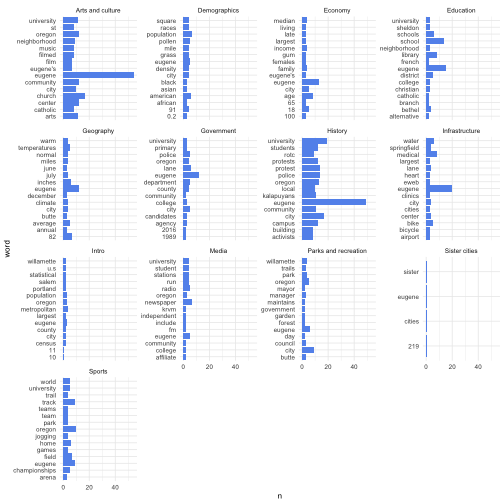 Arts and culture
university
st
oregon
neighborhood
music
filmed
film
eugene's
eugene
community
city
church
center
catholic
arts
Demographics
square
races
population
pollen
mile
grass
eugene
density
city
black
asian
american
african
91
0.2
Economy
median
living
late
largest
income
gum
females
family
eugene's
eugene
city
age
65
18
100
Education
university
sheldon
schools
school
neighborhood
library
french
eugene
district
college
christian
catholic
branch
bethel
alternative
Geography
warm
temperatures
normal
miles
june
july
inches
eugene
december
climate
city
butte
average
annual
82
Government
university
primary
police
oregon
lane
eugene
department
county
community
college
city
candidates
agency
2016
1989
History
university
students
rotc
protests
protest
police
oregon
local
kalapuyans
eugene
community
city
campus
building
activists
Infrastructure
water
springfield
medical
largest
lane
heart
eweb
eugene
clinics
city
cities
center
bike
bicycle
airport
Intro
willamette
u.s
statistical
salem
portland
population
oregon
metropolitan
largest
eugene
county
city
census
11
10
Media
university
student
stations
run
radio
oregon
newspaper
krvm
independent
include
fm
eugene
community
college
affiliate
0 20 40
Parks and recreation
willamette
trails
park
oregon
mayor
manager
maintains
government
garden
forest
eugene
day
council
city
butte
0 20 40
Sister cities
sister
eugene
cities
219
0 20 40
Sports
world
university
trail
track
teams
team
park
oregon
jogging
home
games
field
eugene
championships
arena
0 20 40
word
n